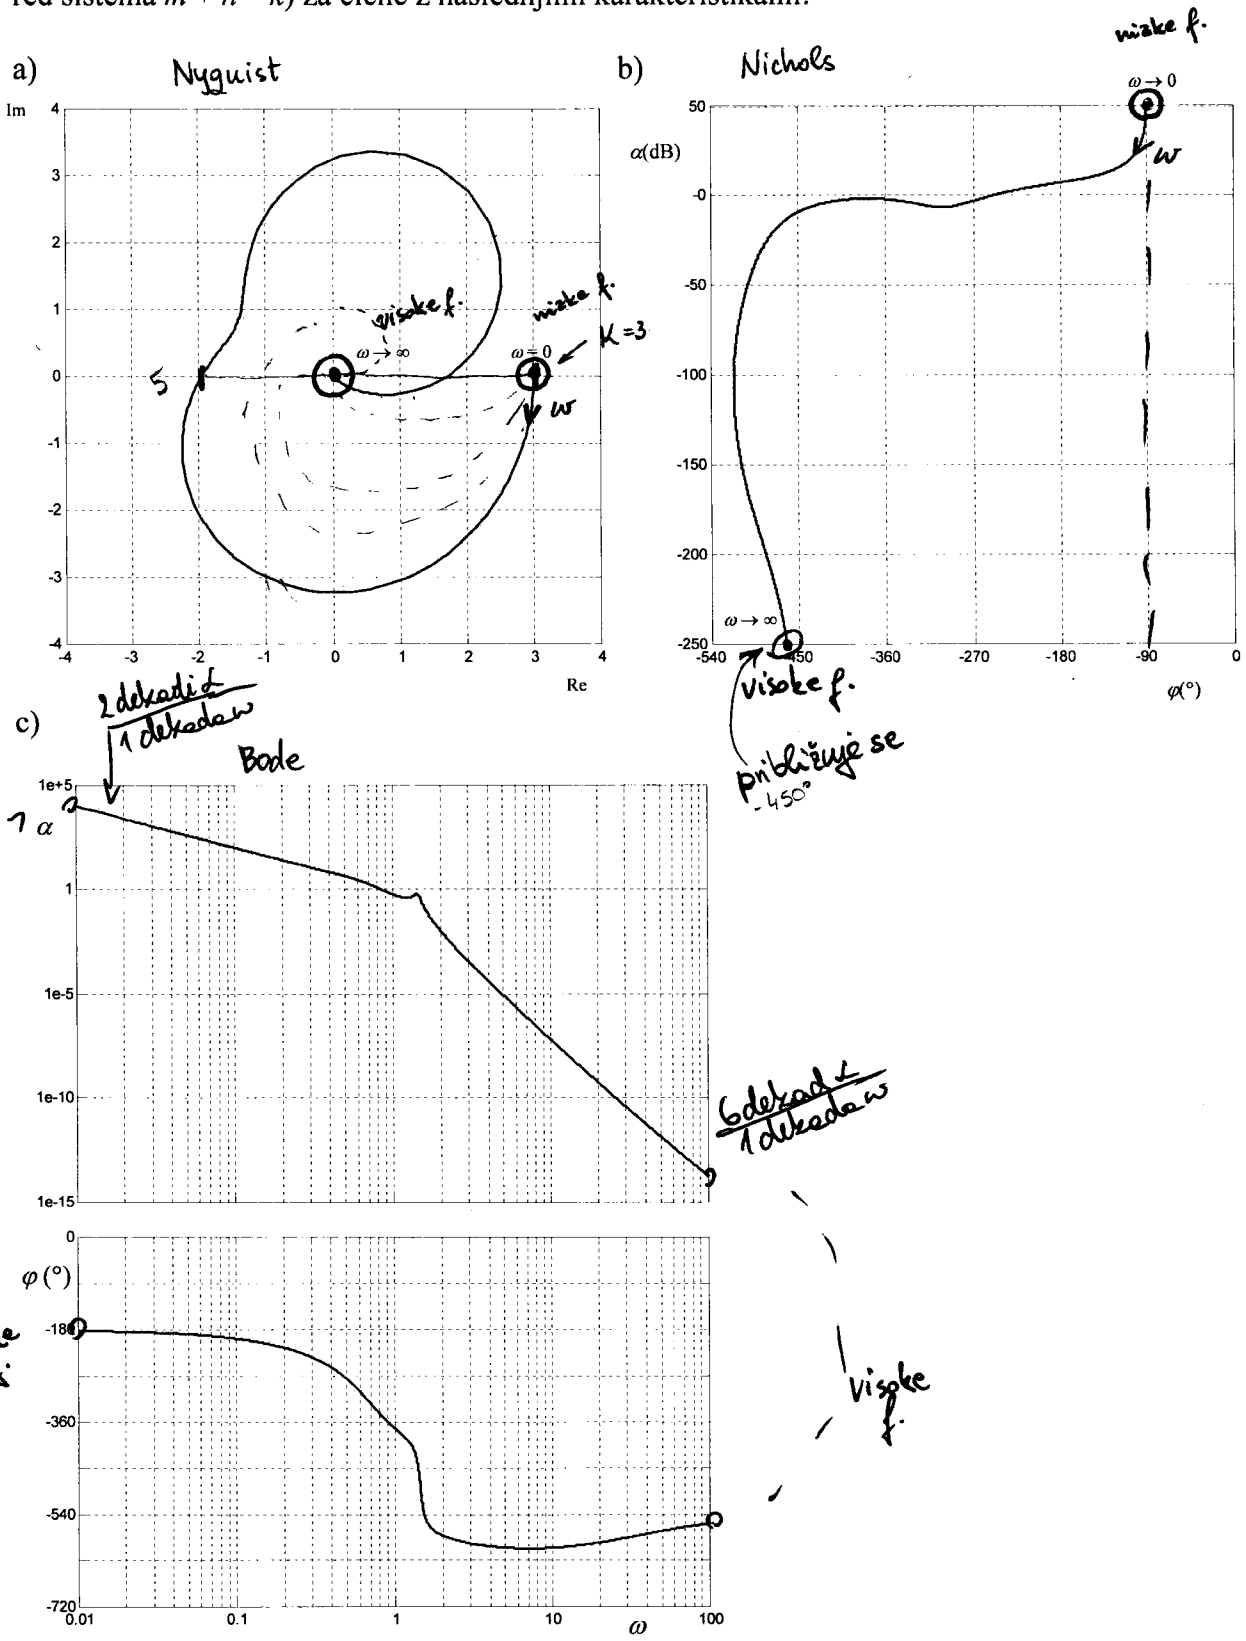 red sistema m + n – k) za člene z naslednjimi karakteristikami:
a) Nyquist
Im
4
3
2
1
0
-1
-2
-3
-4
-4 -3 -2 -1 0 1 2 3 4
Re
visoke f.
nizke f.
ω→∞
ω=0
K=3
5
ω
b) Nichols
nizke f.
ω→0
α(dB)
50
-0
-50
-100
-150
-200
-250
ω
ω→∞
-540 -450 -360 -270 -180 -90 0
φ(°)
visoke f.
približuje se
-450°
c) Bode
2 dekadi α
1 dekada ω
1 α
1e+5
1
1e-5
1e-10
1e-15
6 dekad α
1 dekada ω
φ(°)
0
-180
-360
-540
-720
0.01 0.1 1 10 100
ω
visoke
f.